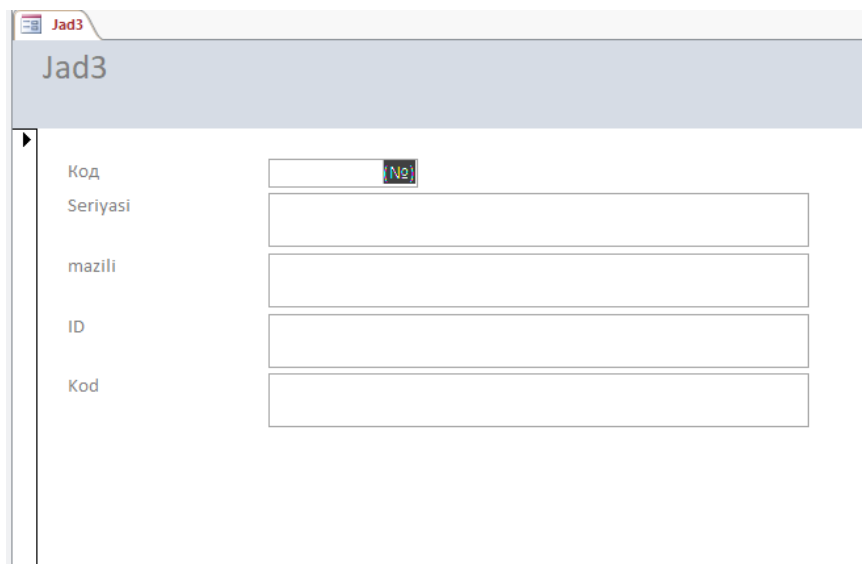 Jad3
Jad3
Код
(№)
Seriyasi
mazili
ID
Kod